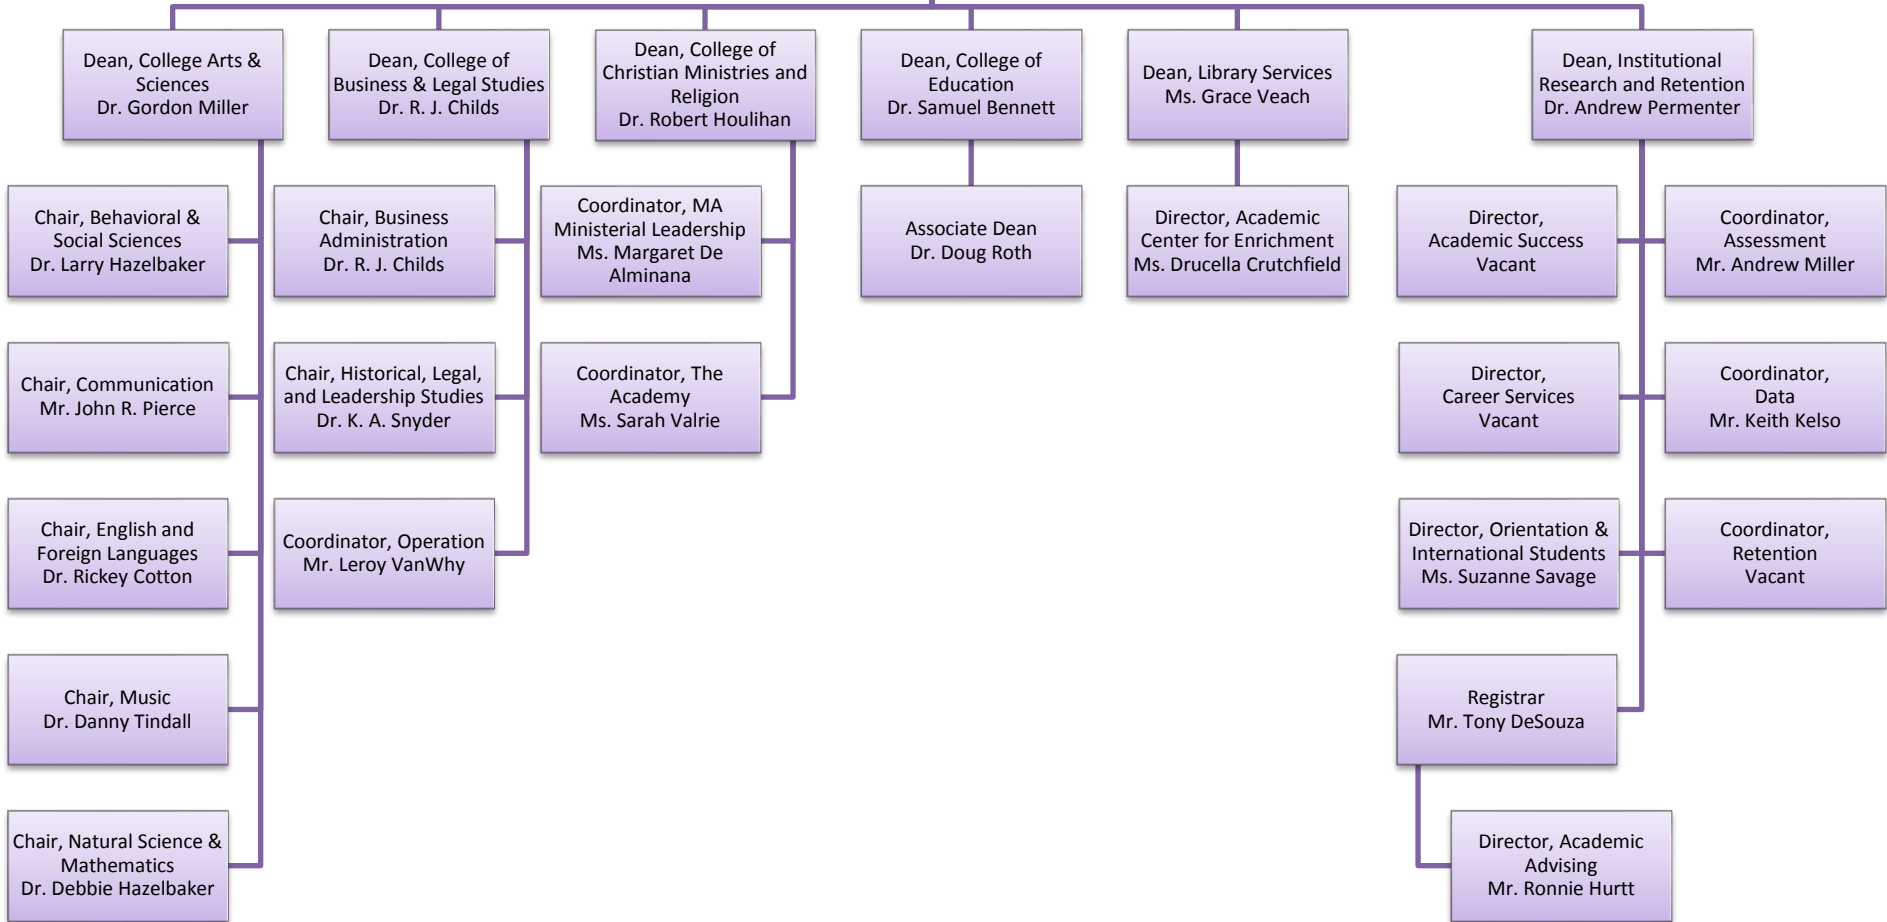 Dean, College Arts &
Sciences
Dr. Gordon Miller
Dean, College of
Business & Legal Studies
Dr. R. J. Childs
Dean, College of
Christian Ministries and
Religion
Dr. Robert Houlihan
Dean, College of
Education
Dr. Samuel Bennett
Dean, Library Services
Ms. Grace Veach
Dean, Institutional
Research and Retention
Dr. Andrew Permenter
Chair, Behavioral &
Social Sciences
Dr. Larry Hazelbaker
Chair, Business
Administration
Dr. R. J. Childs
Coordinator, MA
Ministerial Leadership
Ms. Margaret De
Alminana
Associate Dean
Dr. Doug Roth
Director, Academic
Center for Enrichment
Ms. Drucella Crutchfield
Director,
Academic Success
Vacant
Coordinator,
Assessment
Mr. Andrew Miller
Chair, Communication
Mr. John R. Pierce
Chair, Historical, Legal,
and Leadership Studies
Dr. K. A. Snyder
Coordinator, The
Academy
Ms. Sarah Valrie
Director,
Career Services
Vacant
Coordinator,
Data
Mr. Keith Kelso
Chair, English and
Foreign Languages
Dr. Rickey Cotton
Coordinator, Operation
Mr. Leroy VanWhy
Director, Orientation &
International Students
Ms. Suzanne Savage
Coordinator,
Retention
Vacant
Chair, Music
Dr. Danny Tindall
Registrar
Mr. Tony DeSouza
Chair, Natural Science &
Mathematics
Dr. Debbie Hazelbaker
Director, Academic
Advising
Mr. Ronnie Hurtt